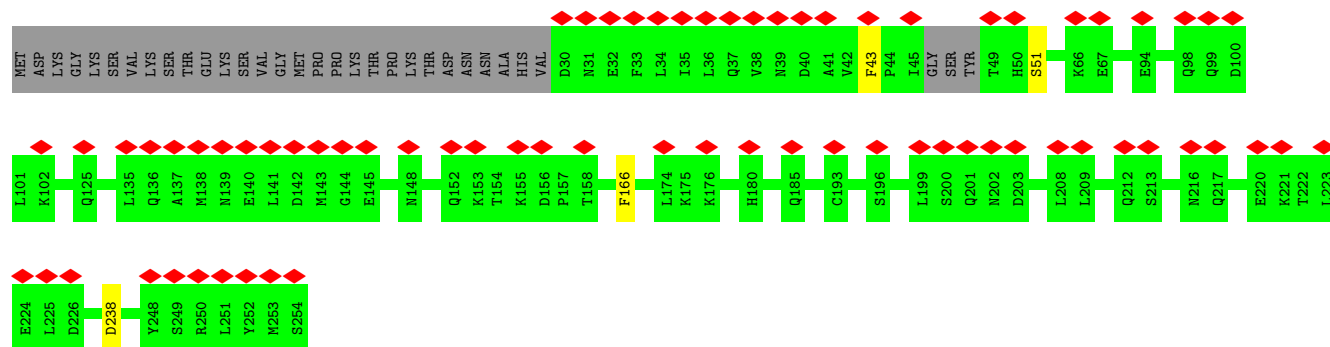 MET ASP LYS GLY LYS SER VAL LYS SER THR GLU LYS SER VAL GLY MET PRO PRO LYS THR PRO LYS THR ASP ASN ASN ALA HIS VAL D30 N31 E32 F33 L34 I35 L36 Q37 V38 N39 D40 A41 V42 F43 P44 I45 GLY SER TYR T49 H50 S51 K66 E67 E94 Q98 Q99 D100
L101 K102 Q125 L135 Q136 A137 M138 N139 E140 L141 D142 M143 G144 E145 N148 Q152 K153 T154 K155 D156 P157 T158 F166 L174 K175 K176 H180 Q185 C193 S196 L199 S200 Q201 N202 D203 L208 L209 Q212 S213 N216 Q217 E220 K221 T222 L223
E224 L225 D226 D238 Y248 S249 R250 L251 Y252 M253 S254